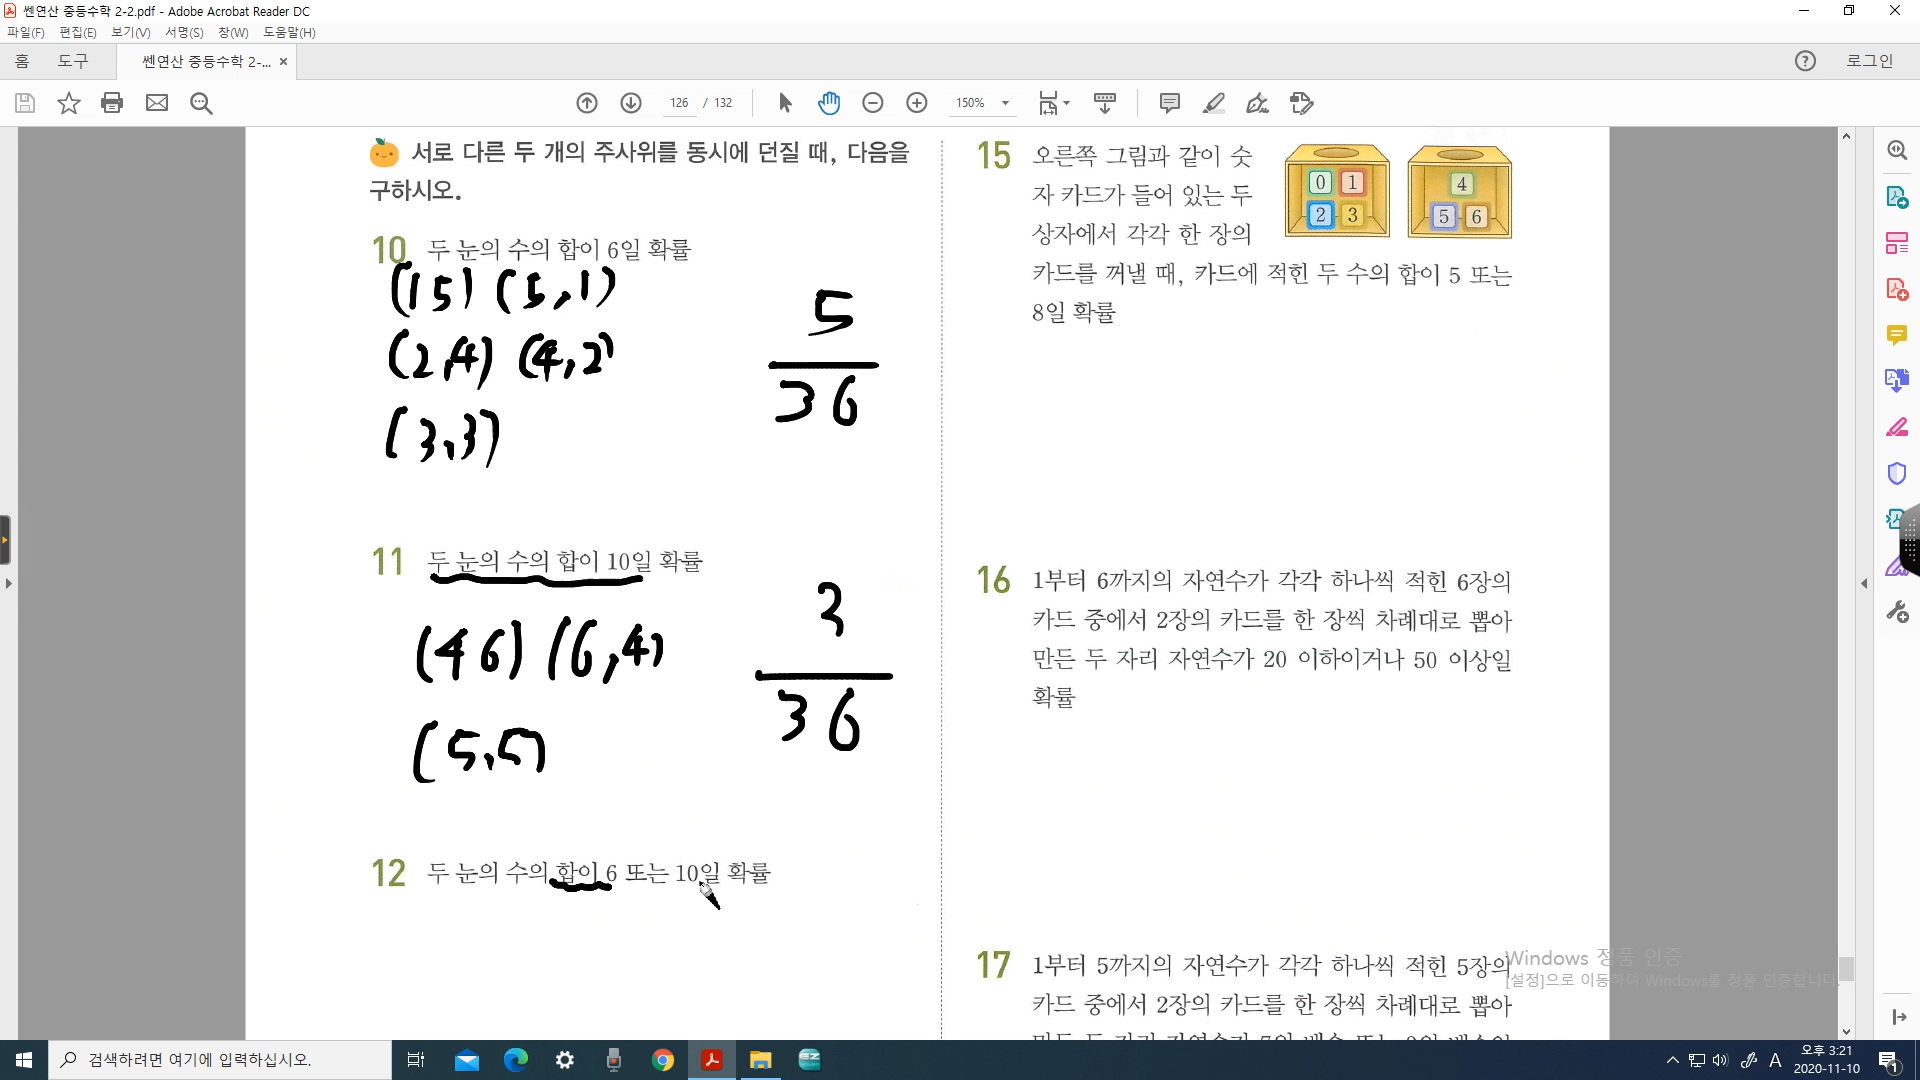 쎈연산 중등수학 2-2.pdf - Adobe Acrobat Reader DC
파일(F) 편집(E) 보기(V) 서명(S) 창(W) 도움말(H)
홈 도구 쎈연산 중등수학 2-... × 로그인
126 / 132 150%
서로 다른 두 개의 주사위를 동시에 던질 때, 다음을
구하시오.
10 두 눈의 수의 합이 6일 확률
(1 5) (5,1)
(2,4) (4,2)
(3,3)
5
36
11 두 눈의 수의 합이 10일 확률
(4 6) (6,4)
(5,5)
3
36
12 두 눈의 수의 합이 6 또는 10일 확률
15 오른쪽 그림과 같이 숫
자 카드가 들어 있는 두
상자에서 각각 한 장의
카드를 꺼낼 때, 카드에 적힌 두 수의 합이 5 또는
8일 확률
0 1
2 3
4
5 6
16 1부터 6까지의 자연수가 각각 하나씩 적힌 6장의
카드 중에서 2장의 카드를 한 장씩 차례대로 뽑아
만든 두 자리 자연수가 20 이하이거나 50 이상일
확률
17 1부터 5까지의 자연수가 각각 하나씩 적힌 5장의
카드 중에서 2장의 카드를 한 장씩 차례대로 뽑아
Windows 정품 인증
[설정]으로 이동하여 Windows를 정품 인증합니다.
검색하려면 여기에 입력하십시오.
A 오후 3:21
2020-11-10
1